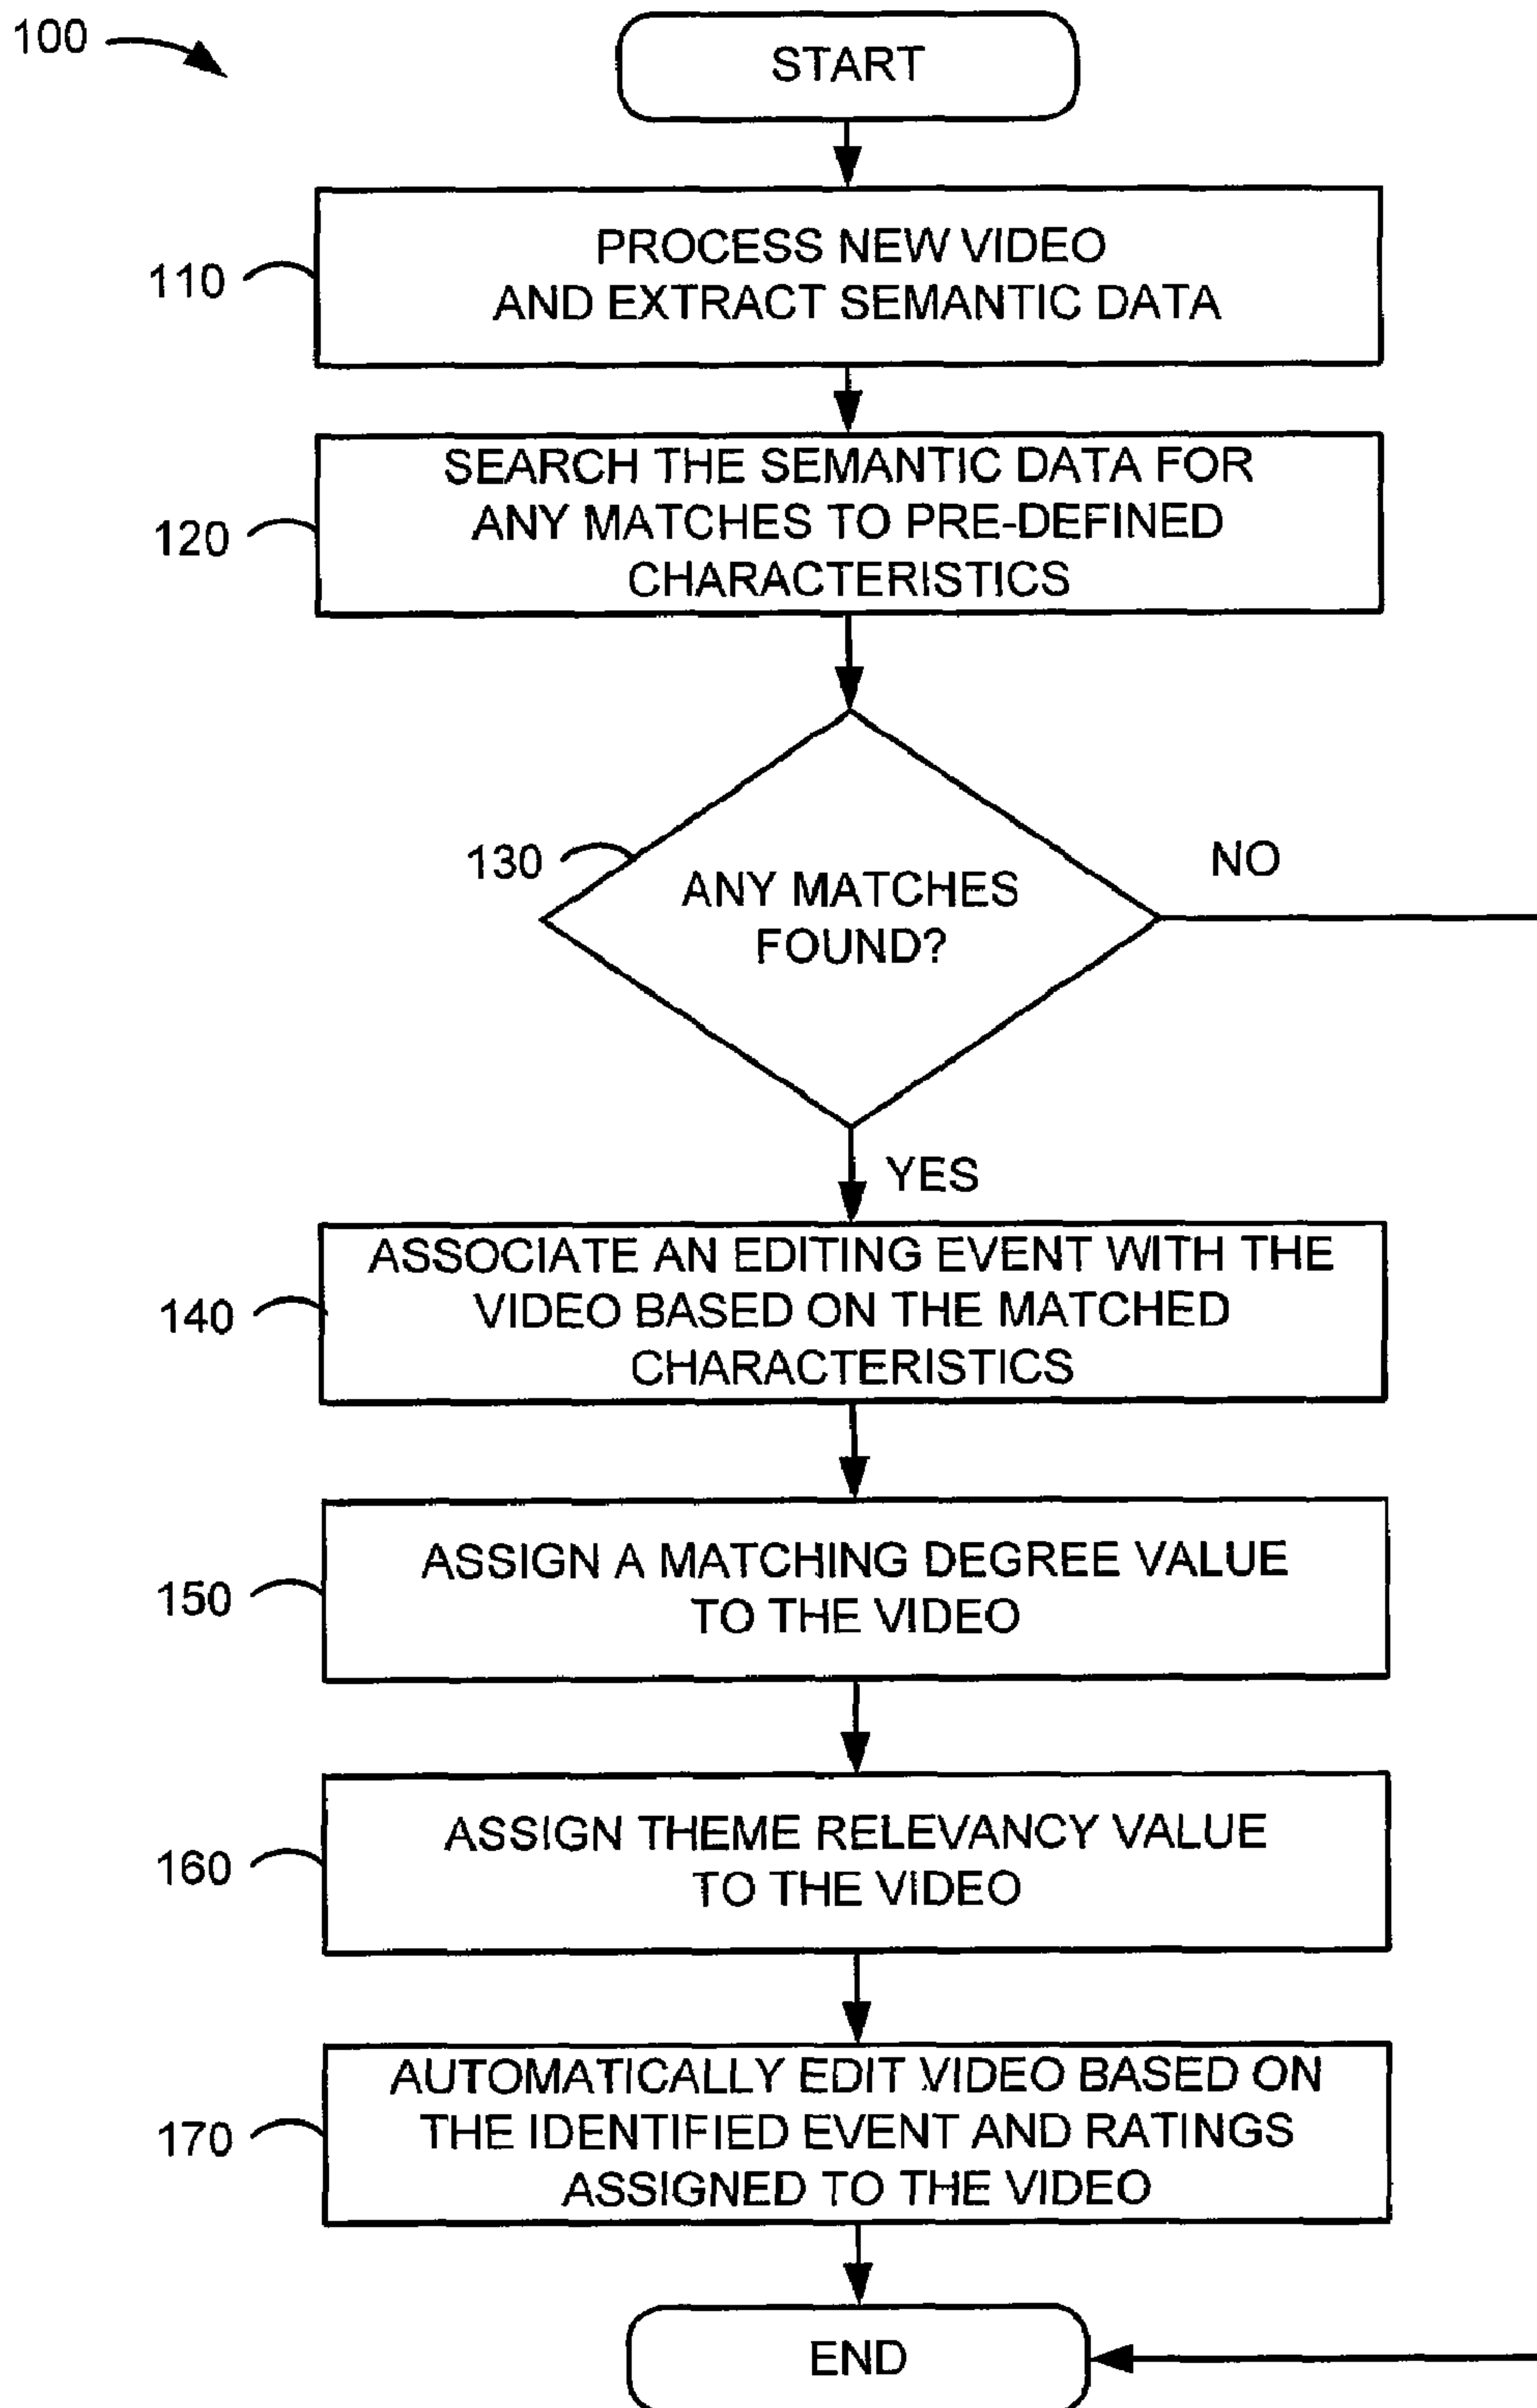 100
START
110
PROCESS NEW VIDEO
AND EXTRACT SEMANTIC DATA
120
SEARCH THE SEMANTIC DATA FOR
ANY MATCHES TO PRE-DEFINED
CHARACTERISTICS
130
ANY MATCHES
FOUND?
NO
YES
140
ASSOCIATE AN EDITING EVENT WITH THE
VIDEO BASED ON THE MATCHED
CHARACTERISTICS
150
ASSIGN A MATCHING DEGREE VALUE
TO THE VIDEO
160
ASSIGN THEME RELEVANCY VALUE
TO THE VIDEO
170
AUTOMATICALLY EDIT VIDEO BASED ON
THE IDENTIFIED EVENT AND RATINGS
ASSIGNED TO THE VIDEO
END